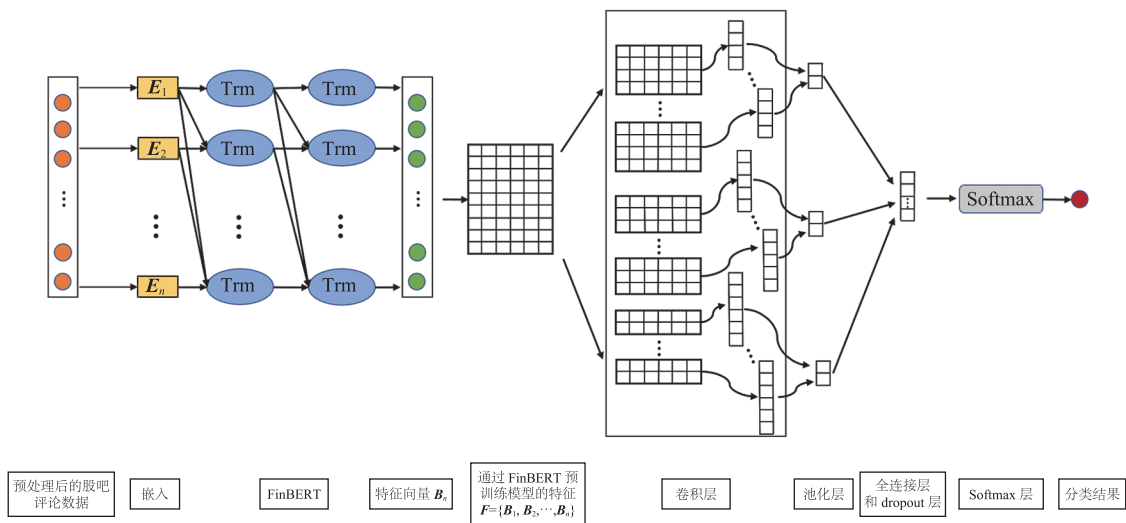 E1
Trm
Trm
E2
Trm
Trm
En
Trm
Trm
Softmax
预处理后的股吧
评论数据
嵌入
FinBERT
特征向量 Bn
通过 FinBERT 预
训练模型的特征
F={B1, B2,⋯,Bn}
卷积层
池化层
全连接层
和 dropout 层
Softmax 层
分类结果